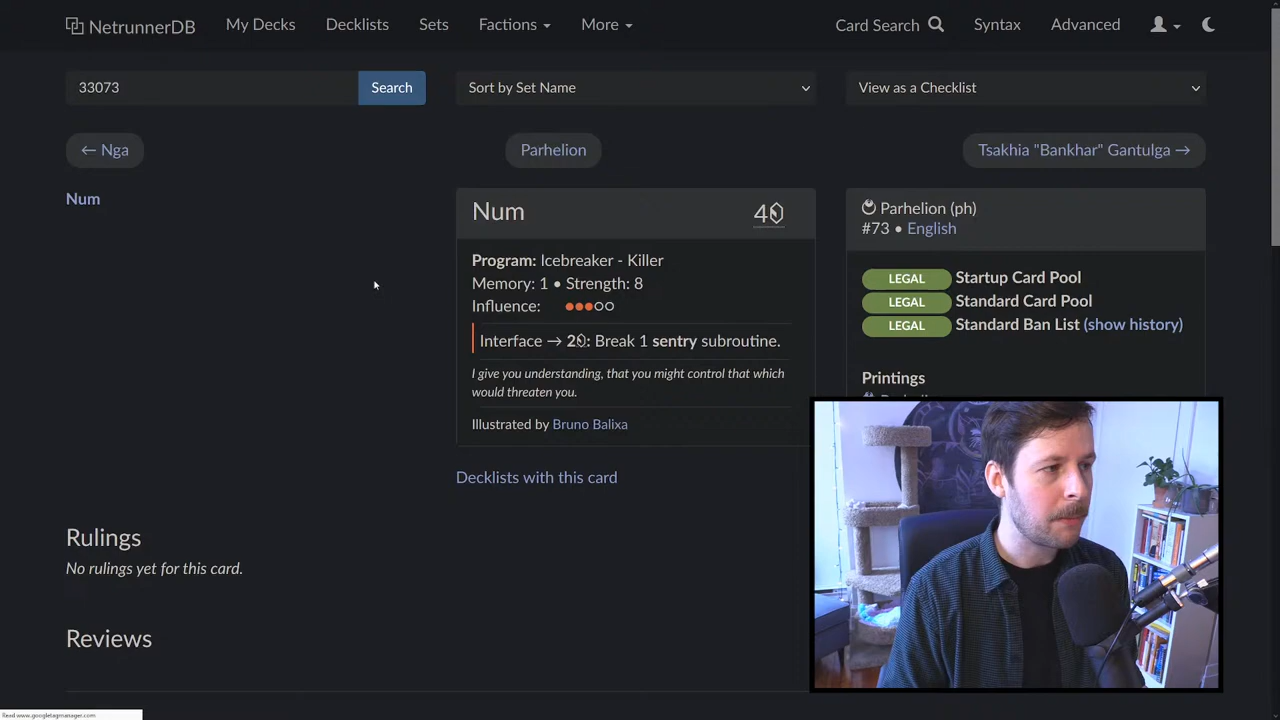 NetrunnerDB My Decks Decklists Sets Factions More Card Search Syntax Advanced
33073 Search Sort by Set Name View as a Checklist
← Nga Parhelion Tsakhia "Bankhar" Gantulga →
Num
Num 4
Program: Icebreaker - Killer
Memory: 1 • Strength: 8
Influence:
Interface → 2: Break 1 sentry subroutine.
I give you understanding, that you might control that which
would threaten you.
Illustrated by Bruno Balixa
Decklists with this card
Parhelion (ph)
#73 • English
LEGAL Startup Card Pool
LEGAL Standard Card Pool
LEGAL Standard Ban List (show history)
Printings
Rulings
No rulings yet for this card.
Reviews
Read www.googletagmanager.com